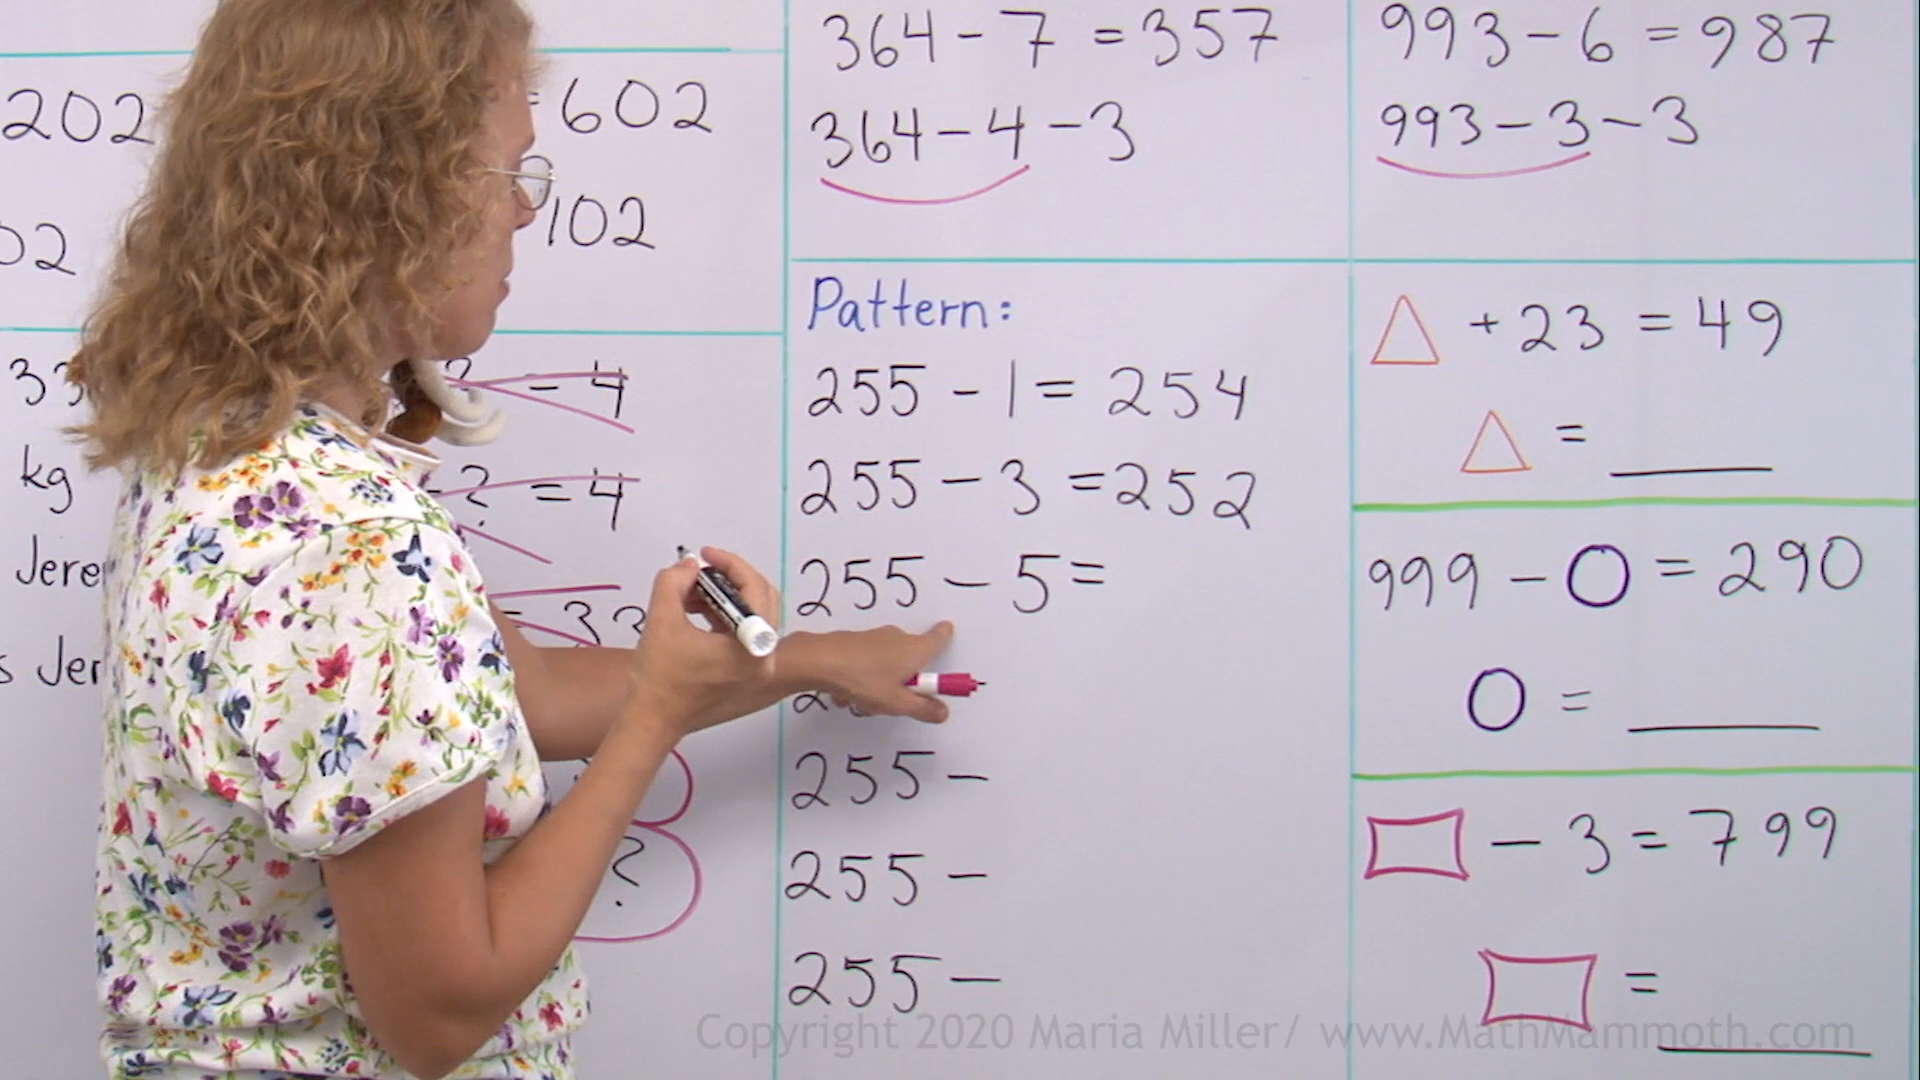 202 = 602
02 102
33 ? = 4
kg - ? = 4
Jere = 33
s Jer
?
364 - 7 = 357
364 - 4 - 3
993 - 6 = 987
993 - 3 - 3
Pattern:
255 - 1 = 254
255 - 3 = 252
255 - 5 =
255 -
255 -
255 -
△ + 23 = 49
△ = ____
999 - O = 290
O = ____
□ - 3 = 799
□ = ____
Copyright 2020 Maria Miller/ www.MathMammoth.com